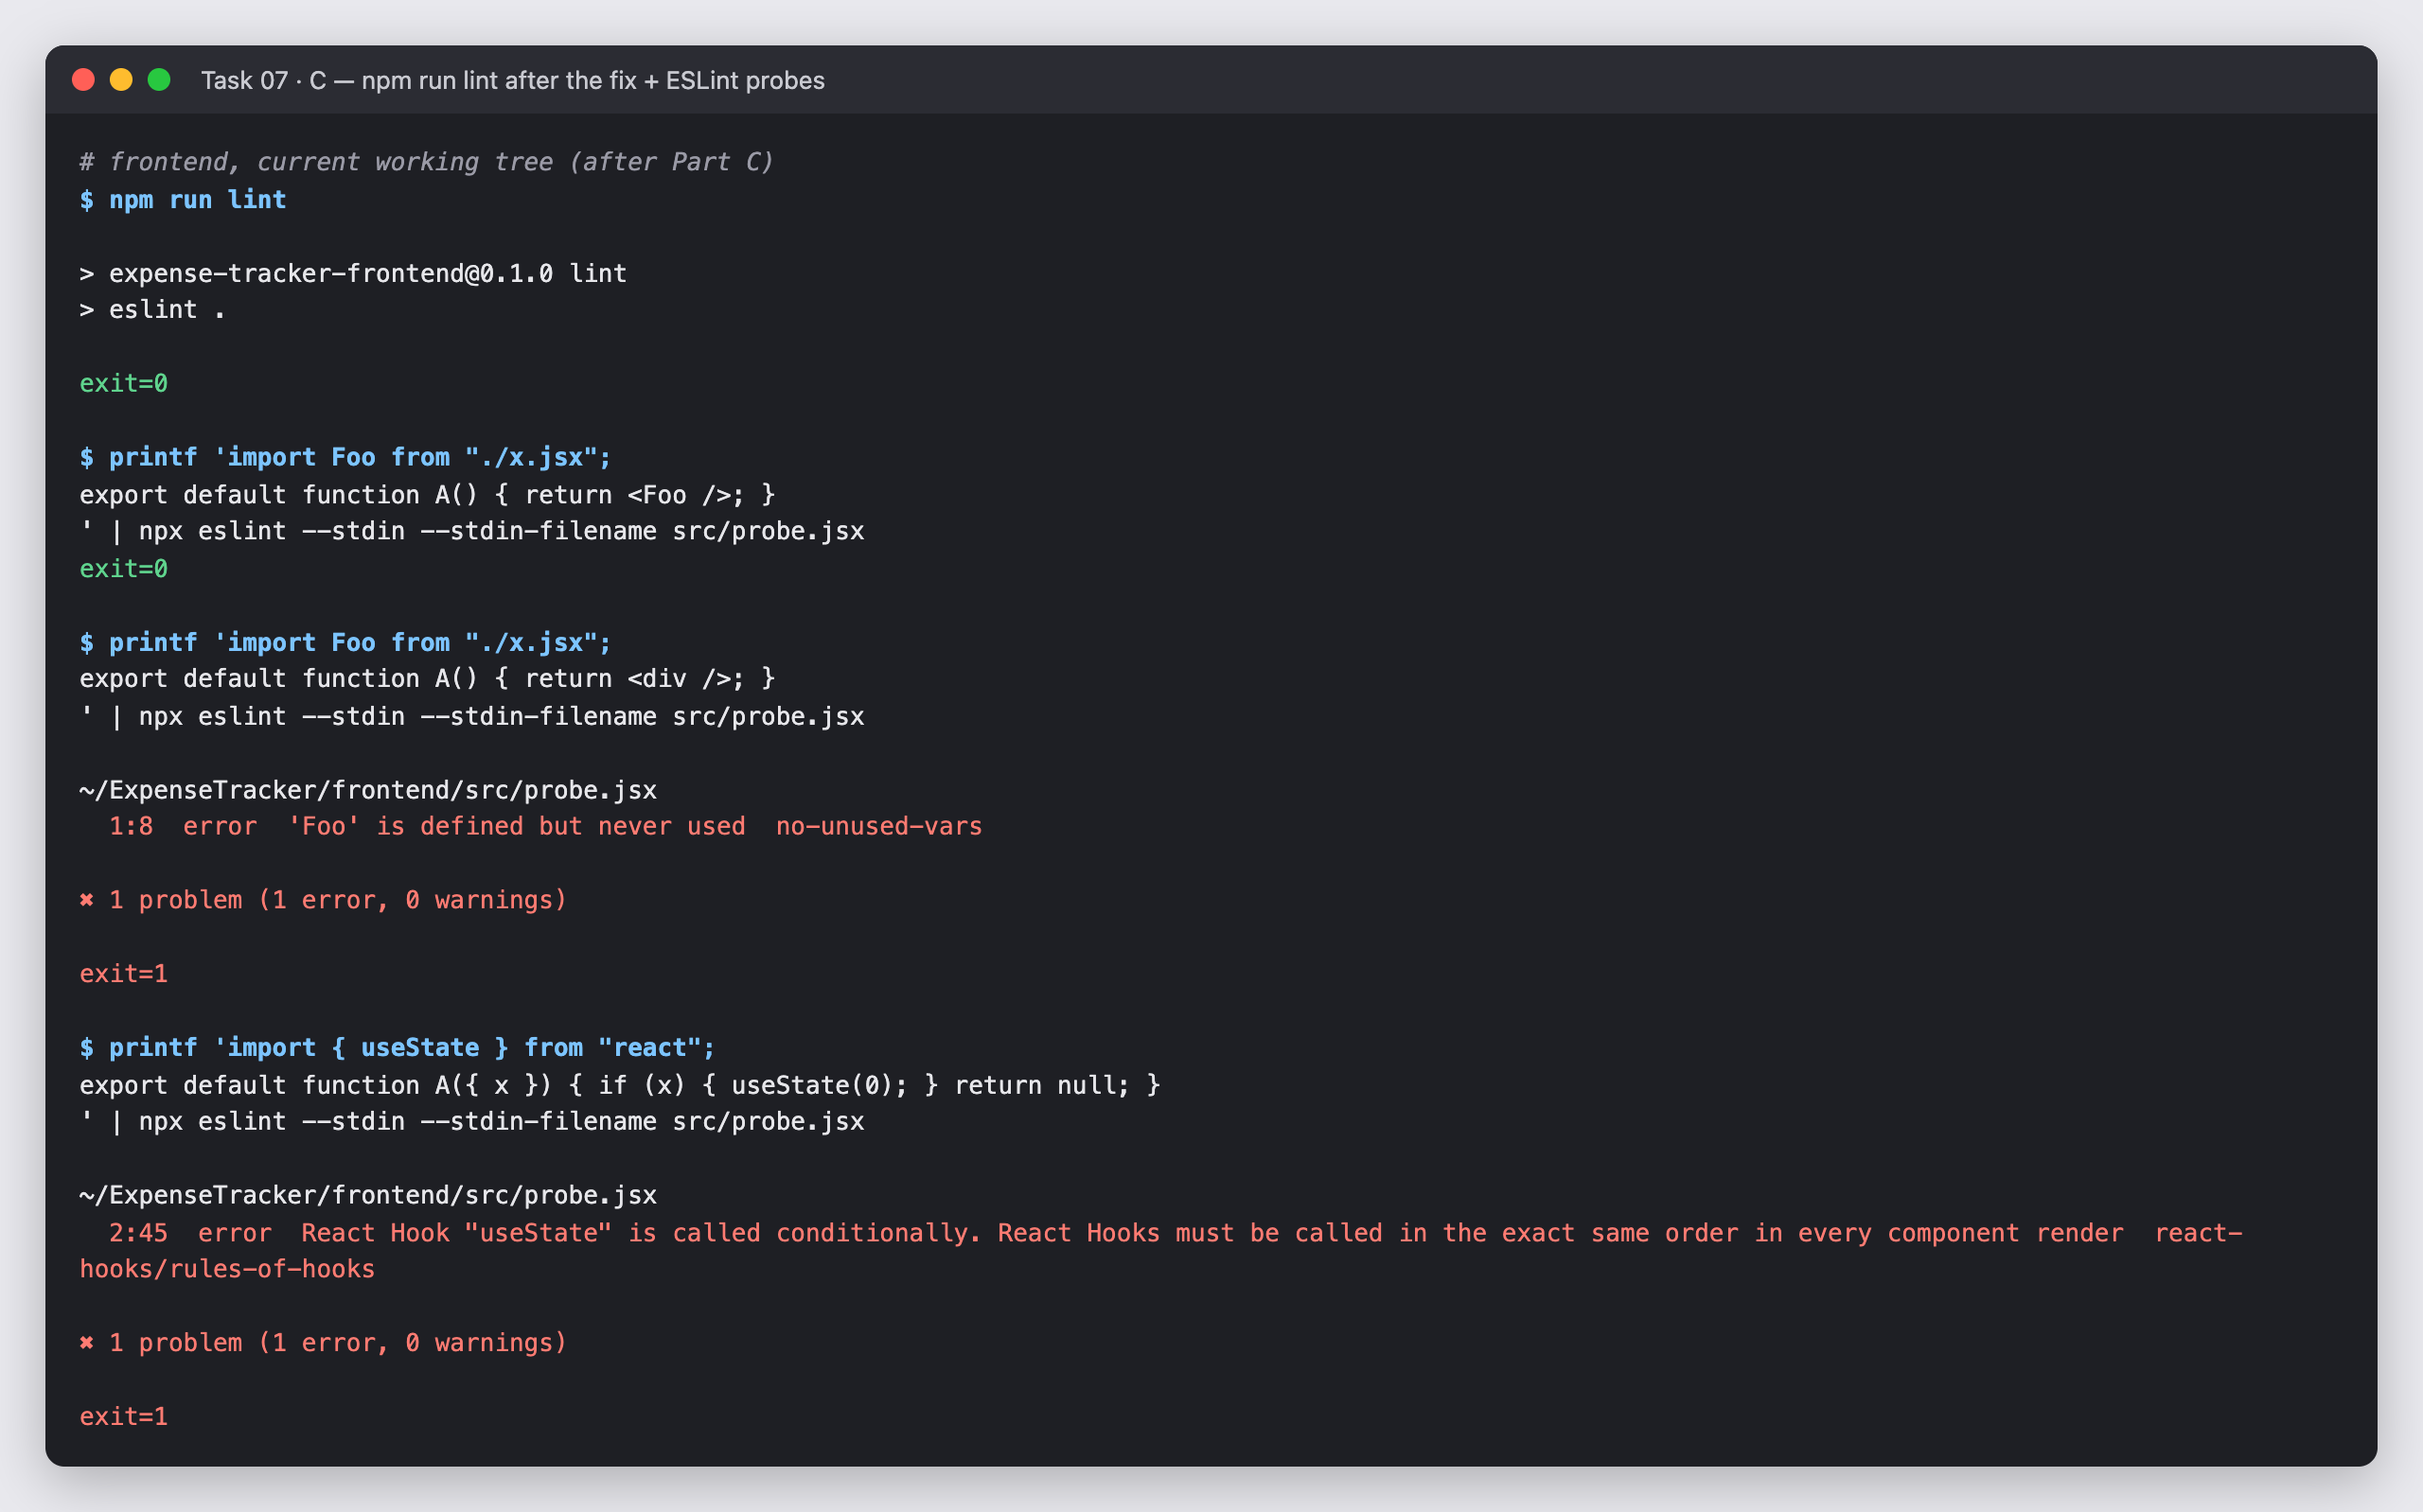 Task 07 · C — npm run lint after the fix + ESLint probes
# frontend, current working tree (after Part C)
$ npm run lint
> expense-tracker-frontend@0.1.0 lint
> eslint .
exit=0
$ printf 'import Foo from "./x.jsx";
export default function A() { return <Foo />; }
' | npx eslint --stdin --stdin-filename src/probe.jsx
exit=0
$ printf 'import Foo from "./x.jsx";
export default function A() { return <div />; }
' | npx eslint --stdin --stdin-filename src/probe.jsx
~/ExpenseTracker/frontend/src/probe.jsx
  1:8  error  'Foo' is defined but never used  no-unused-vars
✖ 1 problem (1 error, 0 warnings)
exit=1
$ printf 'import { useState } from "react";
export default function A({ x }) { if (x) { useState(0); } return null; }
' | npx eslint --stdin --stdin-filename src/probe.jsx
~/ExpenseTracker/frontend/src/probe.jsx
  2:45  error  React Hook "useState" is called conditionally. React Hooks must be called in the exact same order in every component render  react-
hooks/rules-of-hooks
✖ 1 problem (1 error, 0 warnings)
exit=1